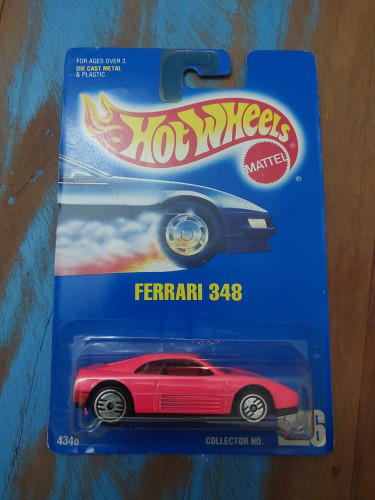 FOR AGES OVER 3
DIE CAST METAL
& PLASTIC.
HOT WHEELS
®
MATTEL
FERRARI 348
COLLECTOR NO.